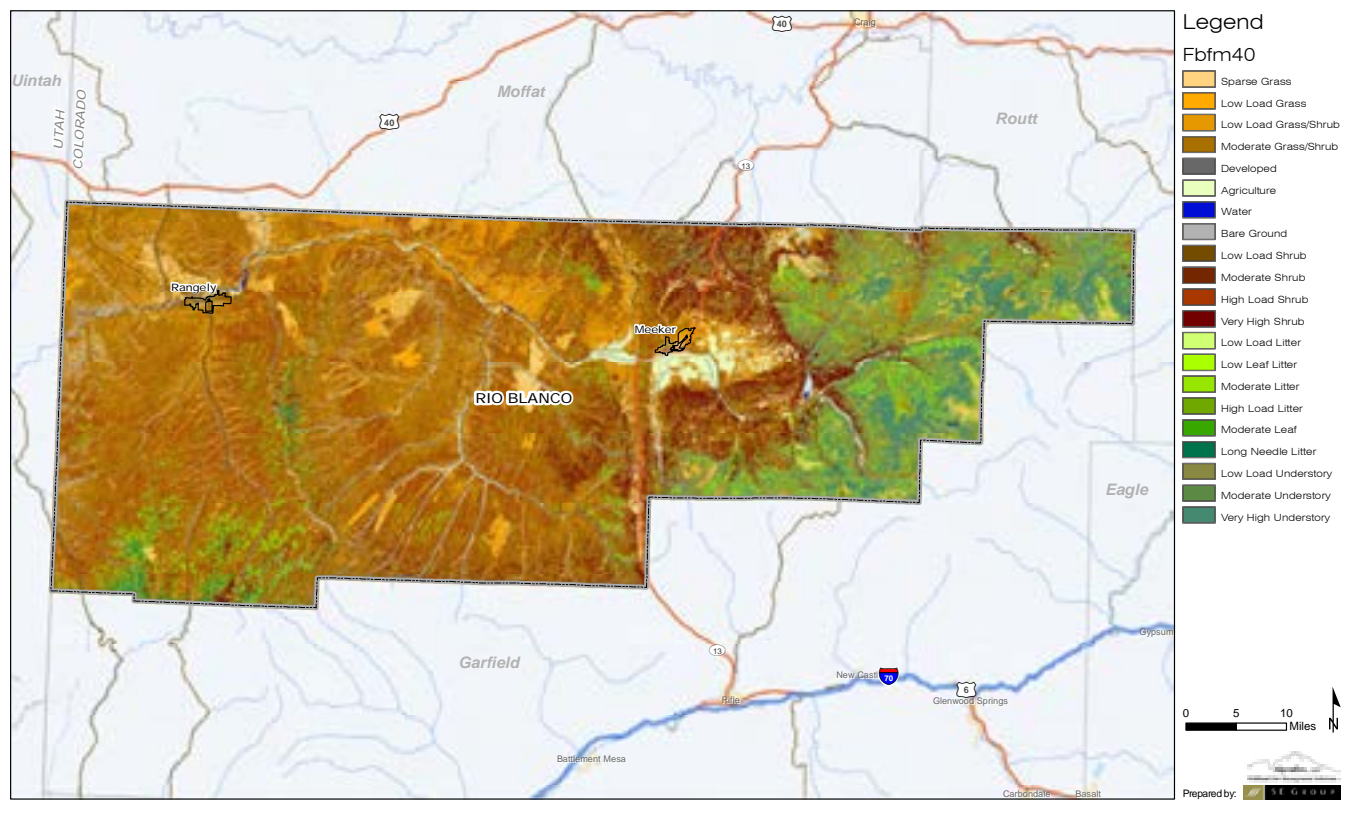 Craig
40
Uintah
Moffat
40
UTAH
COLORADO
Routt
13
Rangely
Meeker
RIO BLANCO
Eagle
Gypsum
Garfield
13
New Castl
70
6
Rifle
Glenwood Springs
Battlement Mesa
Carbondale
Basalt
Legend
Fbfm40
Sparse Grass
Low Load Grass
Low Load Grass/Shrub
Moderate Grass/Shrub
Developed
Agriculture
Water
Bare Ground
Low Load Shrub
Moderate Shrub
High Load Shrub
Very High Shrub
Low Load Litter
Low Leaf Litter
Moderate Litter
High Load Litter
Moderate Leaf
Long Needle Litter
Low Load Understory
Moderate Understory
Very High Understory
0 5 10
Miles
N
Prepared by:
SE GROUP